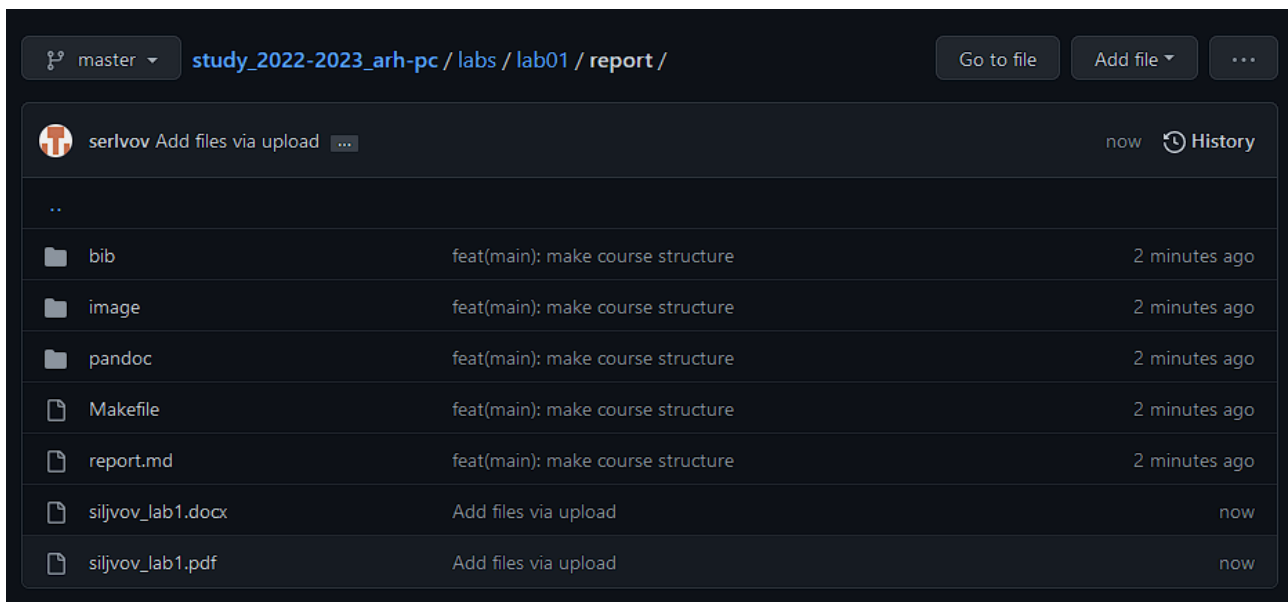 master study_2022-2023_arh-pc / labs / lab01 / report / Go to file Add file ...
serlvov Add files via upload ... now History
..
bib feat(main): make course structure 2 minutes ago
image feat(main): make course structure 2 minutes ago
pandoc feat(main): make course structure 2 minutes ago
Makefile feat(main): make course structure 2 minutes ago
report.md feat(main): make course structure 2 minutes ago
siljvov_lab1.docx Add files via upload now
siljvov_lab1.pdf Add files via upload now